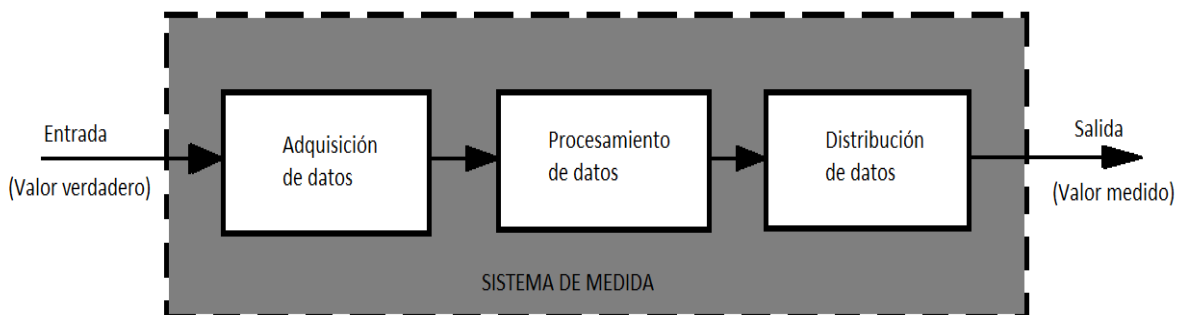 Entrada
(Valor verdadero)
Adquisición
de datos
Procesamiento
de datos
Distribución
de datos
Salida
(Valor medido)
SISTEMA DE MEDIDA